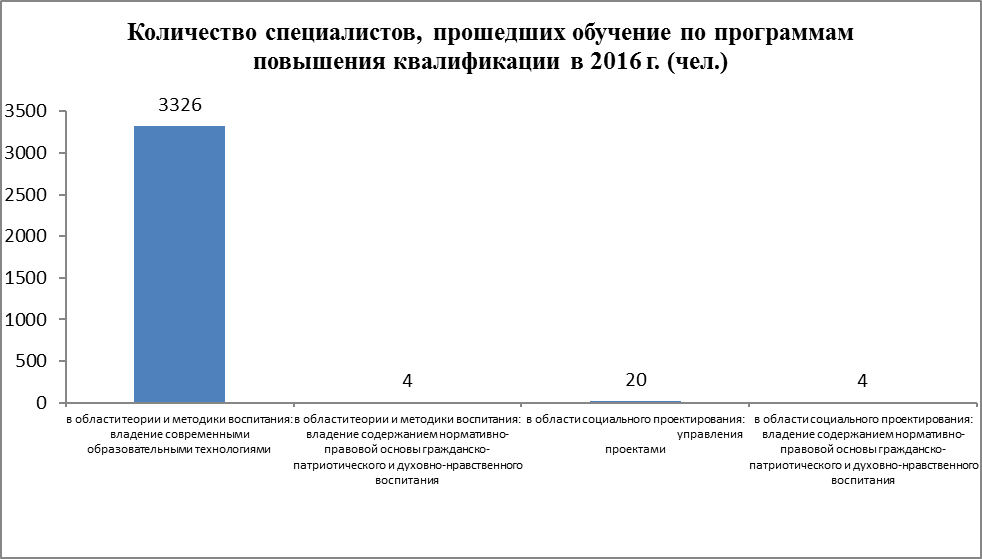 Количество специалистов, прошедших обучение по программам
повышения квалификации в 2016 г. (чел.)
3326
3500
3000
2500
2000
1500
1000
500
0
4
20
4
в области теории и методики воспитания:
владение современными
образовательными технологиями
в области теории и методики воспитания:
владение содержанием нормативно-
правовой основы гражданско-
патриотического и духовно-нравственного
воспитания
в области социального проектирования:
управления
проектами
в области социального проектирования:
владение содержанием нормативно-
правовой основы гражданско-
патриотического и духовно-нравственного
воспитания